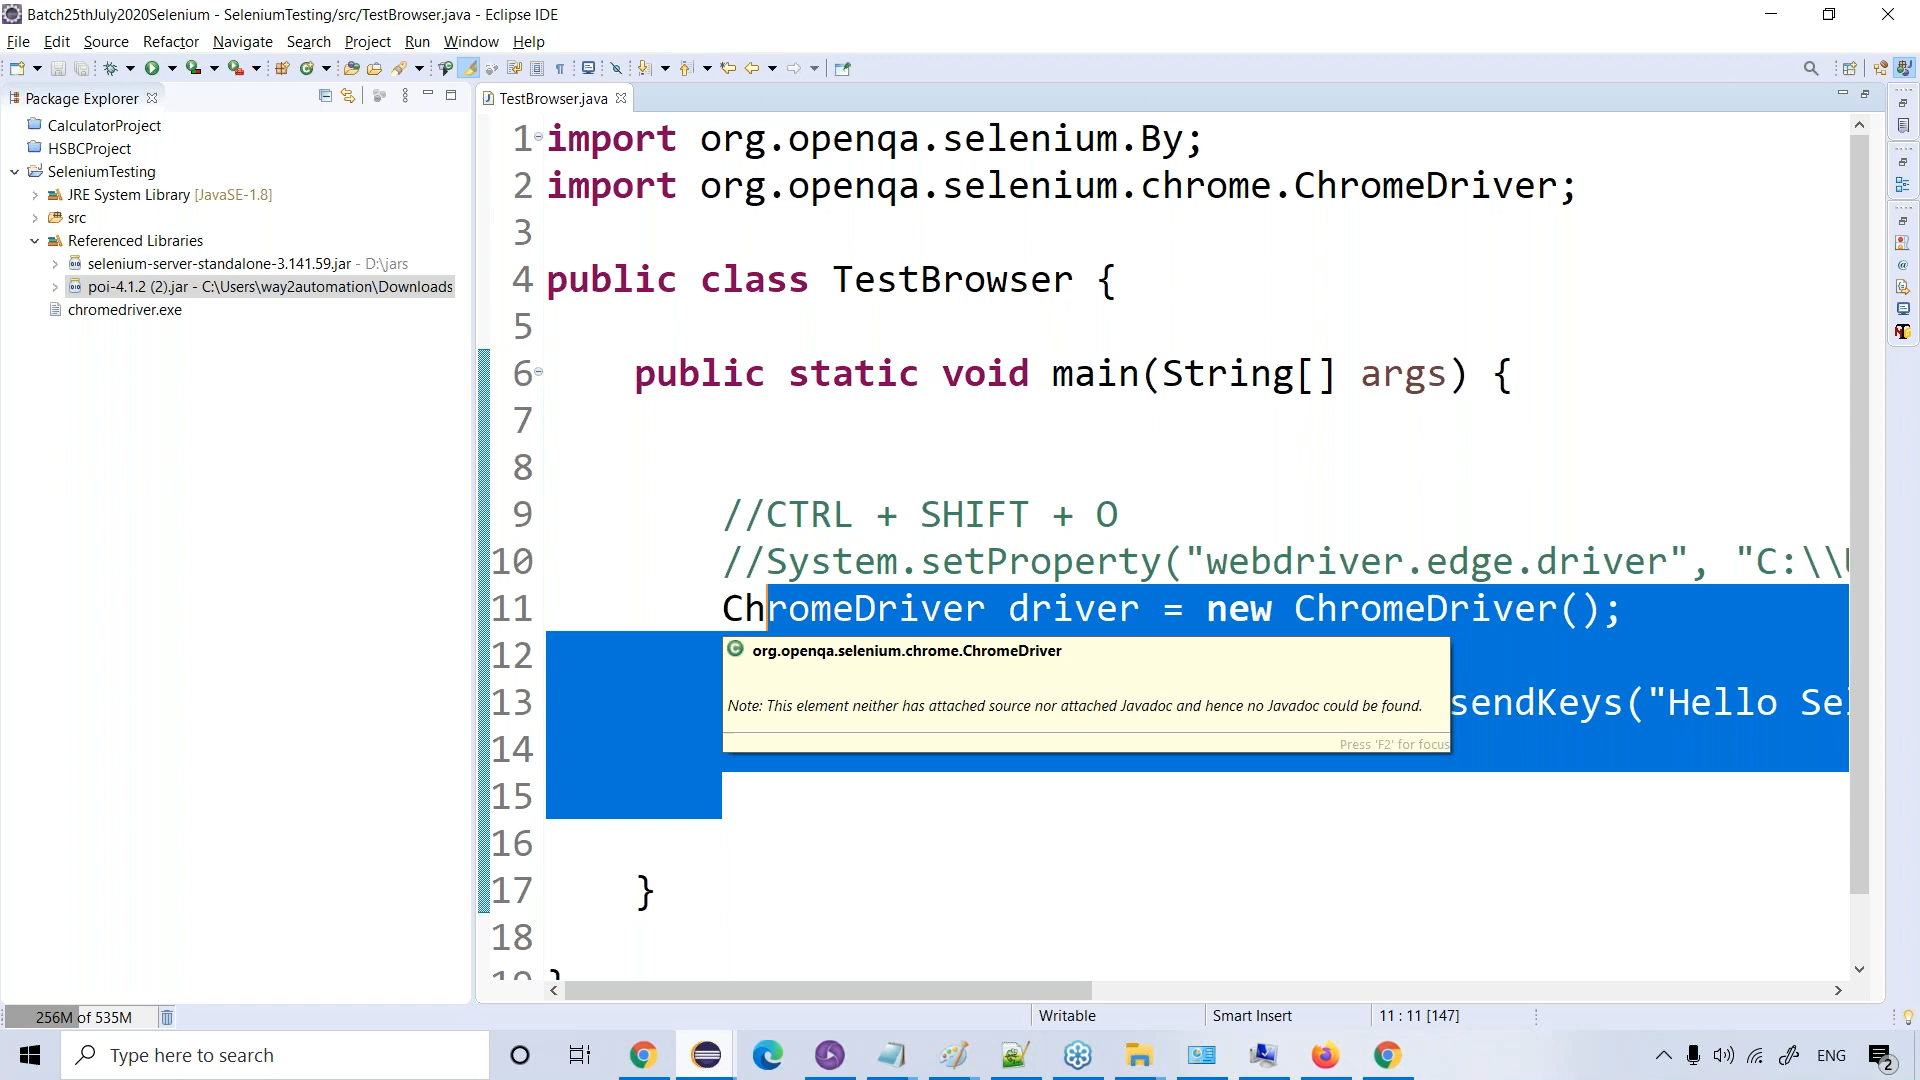 Batch25thJuly2020Selenium - SeleniumTesting/src/TestBrowser.java - Eclipse IDE
File Edit Source Refactor Navigate Search Project Run Window Help
Package Explorer
CalculatorProject
HSBCProject
SeleniumTesting
JRE System Library [JavaSE-1.8]
src
Referenced Libraries
selenium-server-standalone-3.141.59.jar - D:\jars
poi-4.1.2 (2).jar - C:\Users\way2automation\Downloads
chromedriver.exe
TestBrowser.java
1 import org.openqa.selenium.By;
2 import org.openqa.selenium.chrome.ChromeDriver;
3
4 public class TestBrowser {
5
6 public static void main(String[] args) {
7
8
9 //CTRL + SHIFT + O
10 //System.setProperty("webdriver.edge.driver", "C:\\
11 ChromeDriver driver = new ChromeDriver();
12
org.openqa.selenium.chrome.ChromeDriver
13 sendKeys("Hello Se
Note: This element neither has attached source nor attached Javadoc and hence no Javadoc could be found.
14
Press 'F2' for focus
15
16
17 }
18
256M of 535M
Writable
Smart Insert
11 : 11 [147]
Type here to search
ENG
2